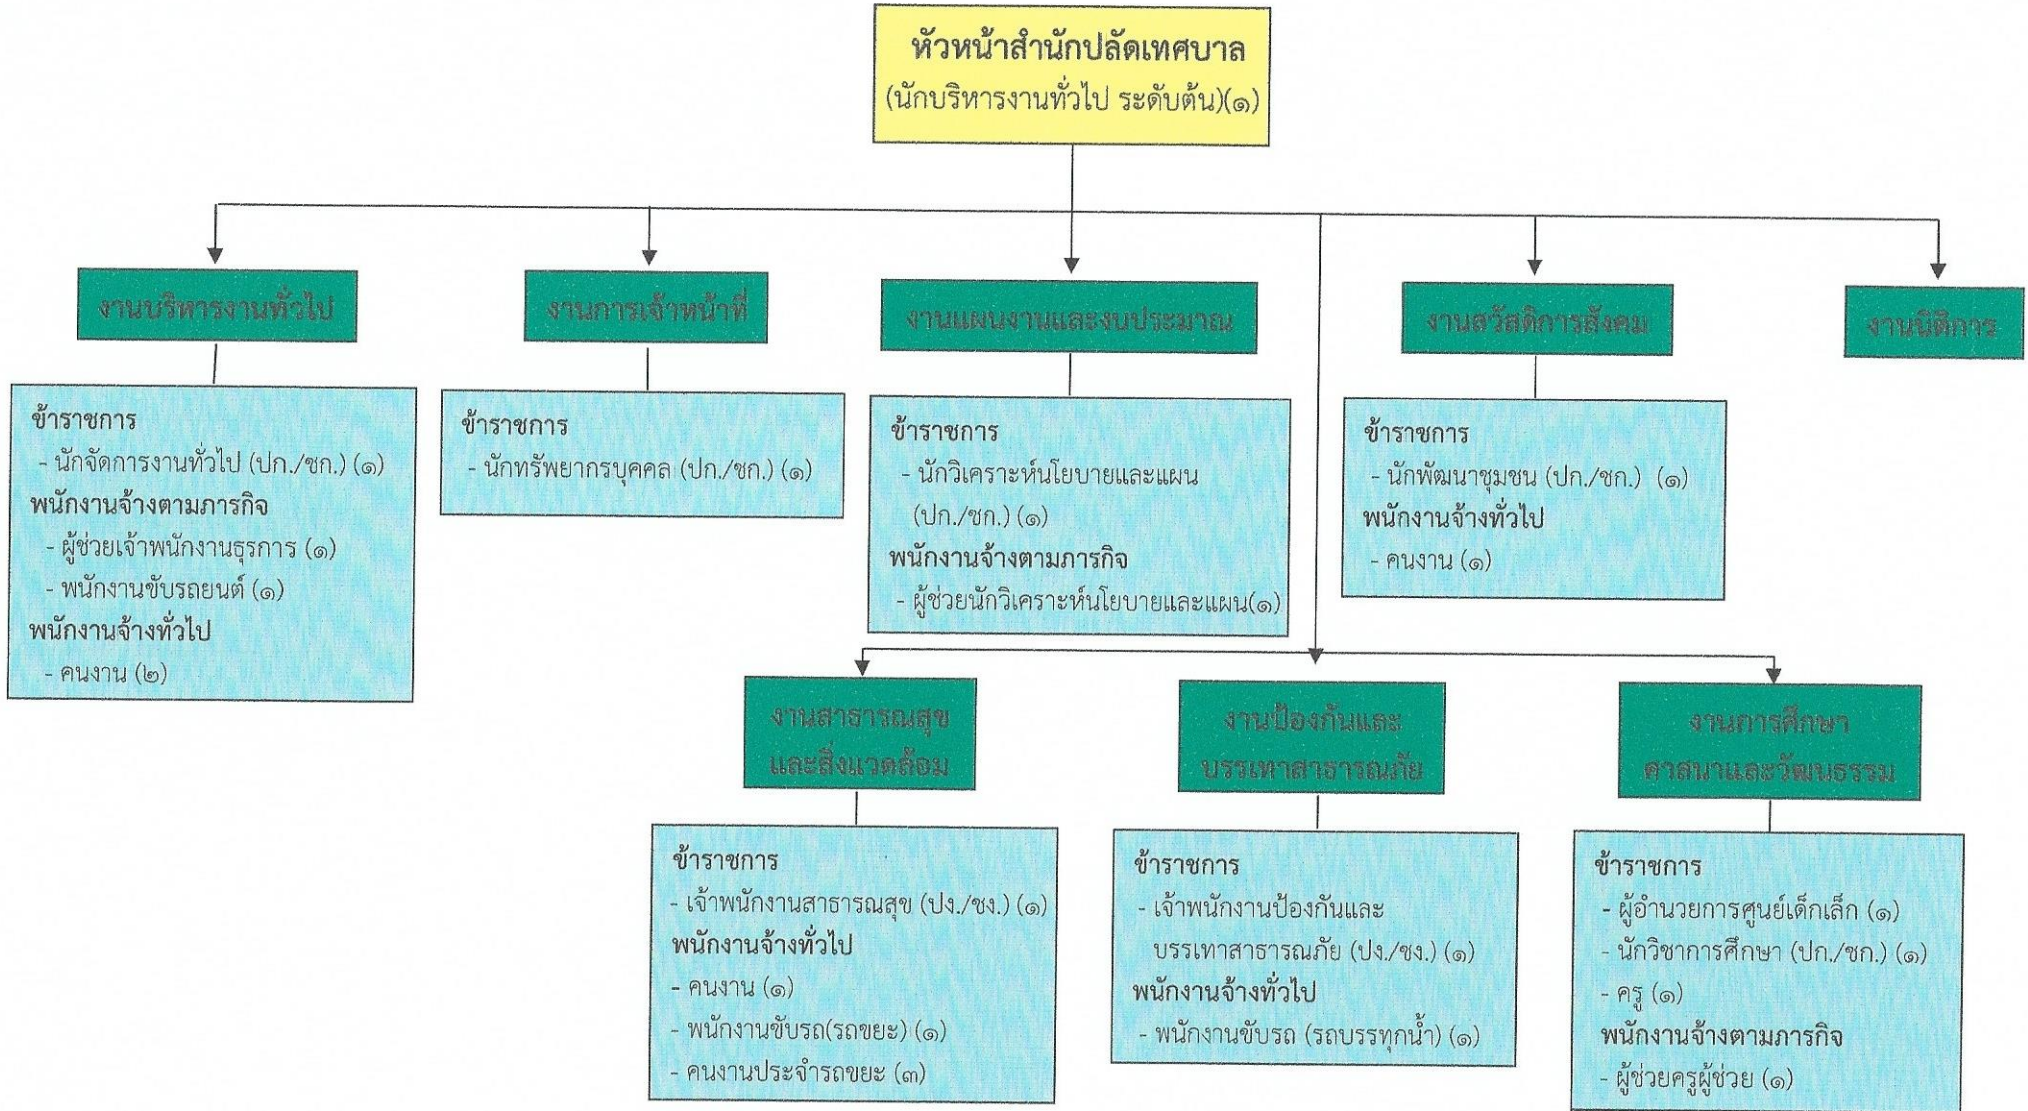 หัวหน้าสำนักปลัดเทศบาล
(นักบริหารงานทั่วไป ระดับต้น)(๑)
งานบริหารงานทั่วไป
ข้าราชการ
- นักจัดการงานทั่วไป (ปก./ชก.) (๑)
พนักงานจ้างตามภารกิจ
- ผู้ช่วยเจ้าพนักงานธุรการ (๑)
- พนักงานขับรถยนต์ (๑)
พนักงานจ้างทั่วไป
- คนงาน (๒)
งานการเจ้าหน้าที่
ข้าราชการ
- นักทรัพยากรบุคคล (ปก./ชก.) (๑)
งานแผนงานและงบประมาณ
ข้าราชการ
- นักวิเคราะห์นโยบายและแผน
(ปก./ชก.) (๑)
พนักงานจ้างตามภารกิจ
- ผู้ช่วยนักวิเคราะห์นโยบายและแผน(๑)
งานสวัสดิการสังคม
ข้าราชการ
- นักพัฒนาชุมชน (ปก./ชก.) (๑)
พนักงานจ้างทั่วไป
- คนงาน (๑)
งานนิติการ
งานสาธารณสุข
และสิ่งแวดล้อม
ข้าราชการ
- เจ้าพนักงานสาธารณสุข (ปง./ชง.) (๑)
พนักงานจ้างทั่วไป
- คนงาน (๑)
- พนักงานขับรถ(รถขยะ) (๑)
- คนงานประจำรถขยะ (๓)
งานป้องกันและ
บรรเทาสาธารณภัย
ข้าราชการ
- เจ้าพนักงานป้องกันและ
บรรเทาสาธารณภัย (ปง./ชง.) (๑)
พนักงานจ้างทั่วไป
- พนักงานขับรถ (รถบรรทุกน้ำ) (๑)
งานการศึกษา
ศาสนาและวัฒนธรรม
ข้าราชการ
- ผู้อำนวยการศูนย์เด็กเล็ก (๑)
- นักวิชาการศึกษา (ปก./ชก.) (๑)
- ครู (๑)
พนักงานจ้างตามภารกิจ
- ผู้ช่วยครูผู้ช่วย (๑)